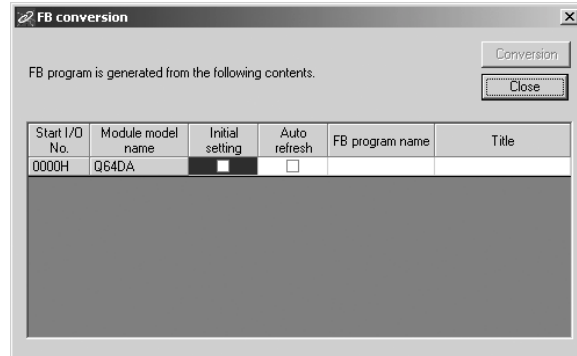 FB conversion
Conversion
FB program is generated from the following contents.
Close
Start I/O No. Module model name Initial setting Auto refresh FB program name Title
0000H Q64DA